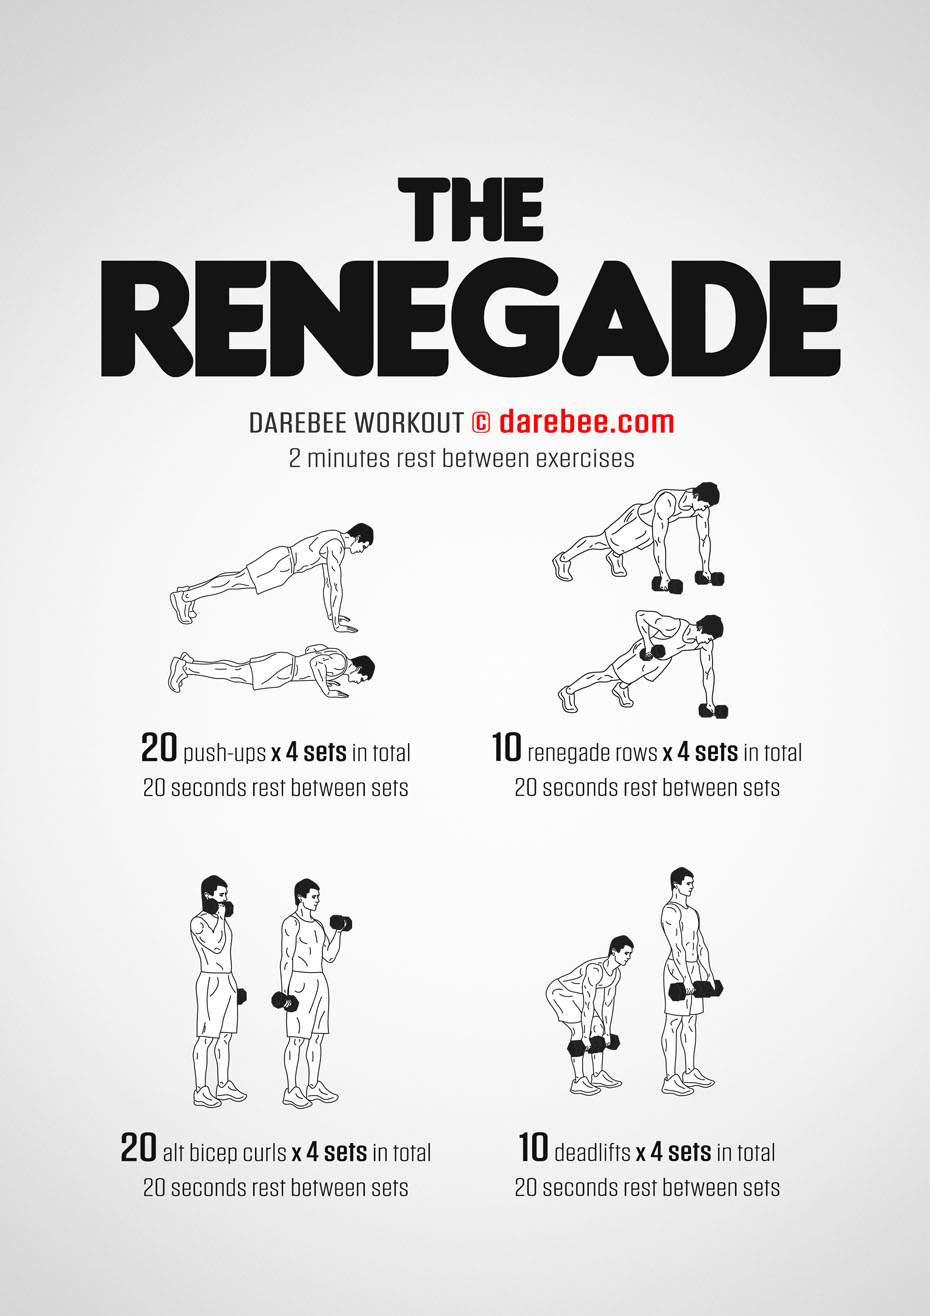 THE
RENEGADE
DAREBEE WORKOUT © darebee.com
2 minutes rest between exercises
20 push-ups x 4 sets in total
20 seconds rest between sets
10 renegade rows x 4 sets in total
20 seconds rest between sets
20 alt bicep curls x 4 sets in total
20 seconds rest between sets
10 deadlifts x 4 sets in total
20 seconds rest between sets